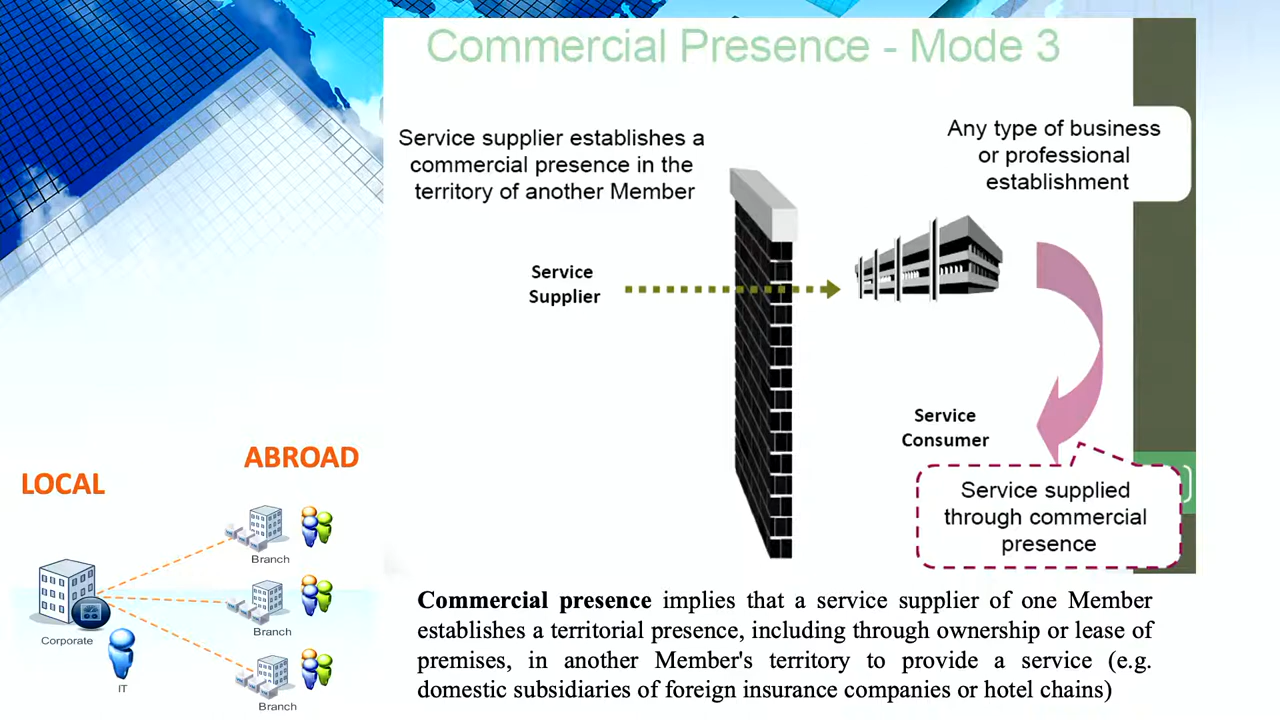 Commercial Presence - Mode 3
Service supplier establishes a
commercial presence in the
territory of another Member
Any type of business
or professional
establishment
Service
Supplier
Service
Consumer
Service supplied
through commercial
presence
LOCAL
ABROAD
Branch
Branch
Branch
Corporate
IT
Commercial presence implies that a service supplier of one Member
establishes a territorial presence, including through ownership or lease of
premises, in another Member's territory to provide a service (e.g.
domestic subsidiaries of foreign insurance companies or hotel chains)